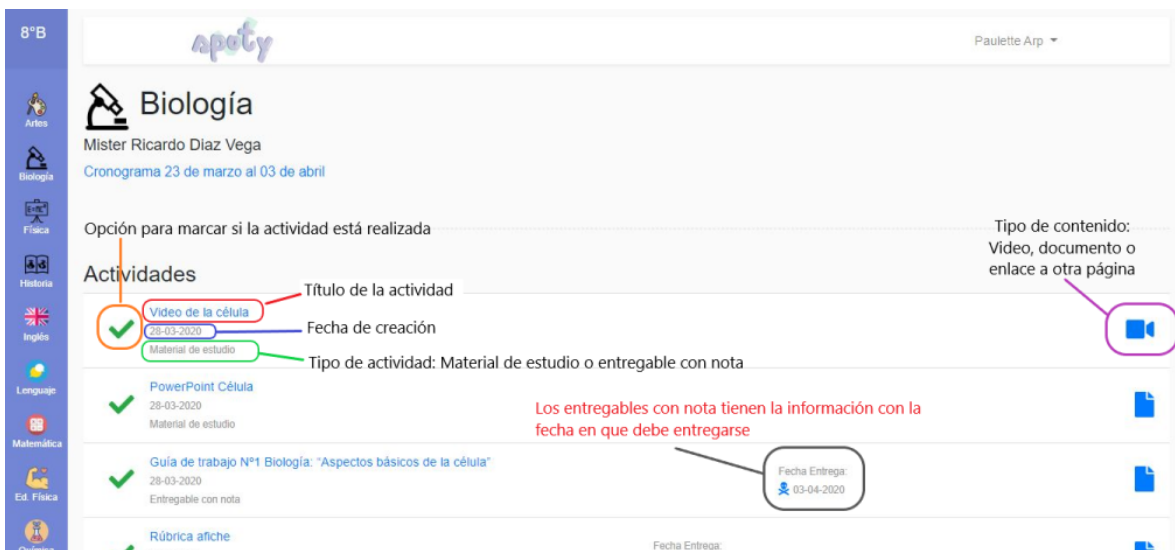 8°B
apoty
Paulette Arp
Artes
Biología
Física
Historia
Inglés
Lenguaje
Matemática
Ed. Física
Química
Biología
Mister Ricardo Diaz Vega
Cronograma 23 de marzo al 03 de abril
Opción para marcar si la actividad está realizada
Tipo de contenido:
Video, documento o
enlace a otra página
Actividades
Título de la actividad
Video de la célula
28-03-2020
Fecha de creación
Material de estudio
Tipo de actividad: Material de estudio o entregable con nota
PowerPoint Célula
28-03-2020
Material de estudio
Los entregables con nota tienen la información con la
fecha en que debe entregarse
Guía de trabajo Nº1 Biología: "Aspectos básicos de la célula"
28-03-2020
Entregable con nota
Fecha Entrega:
03-04-2020
Rúbrica afiche
Fecha Entrega: